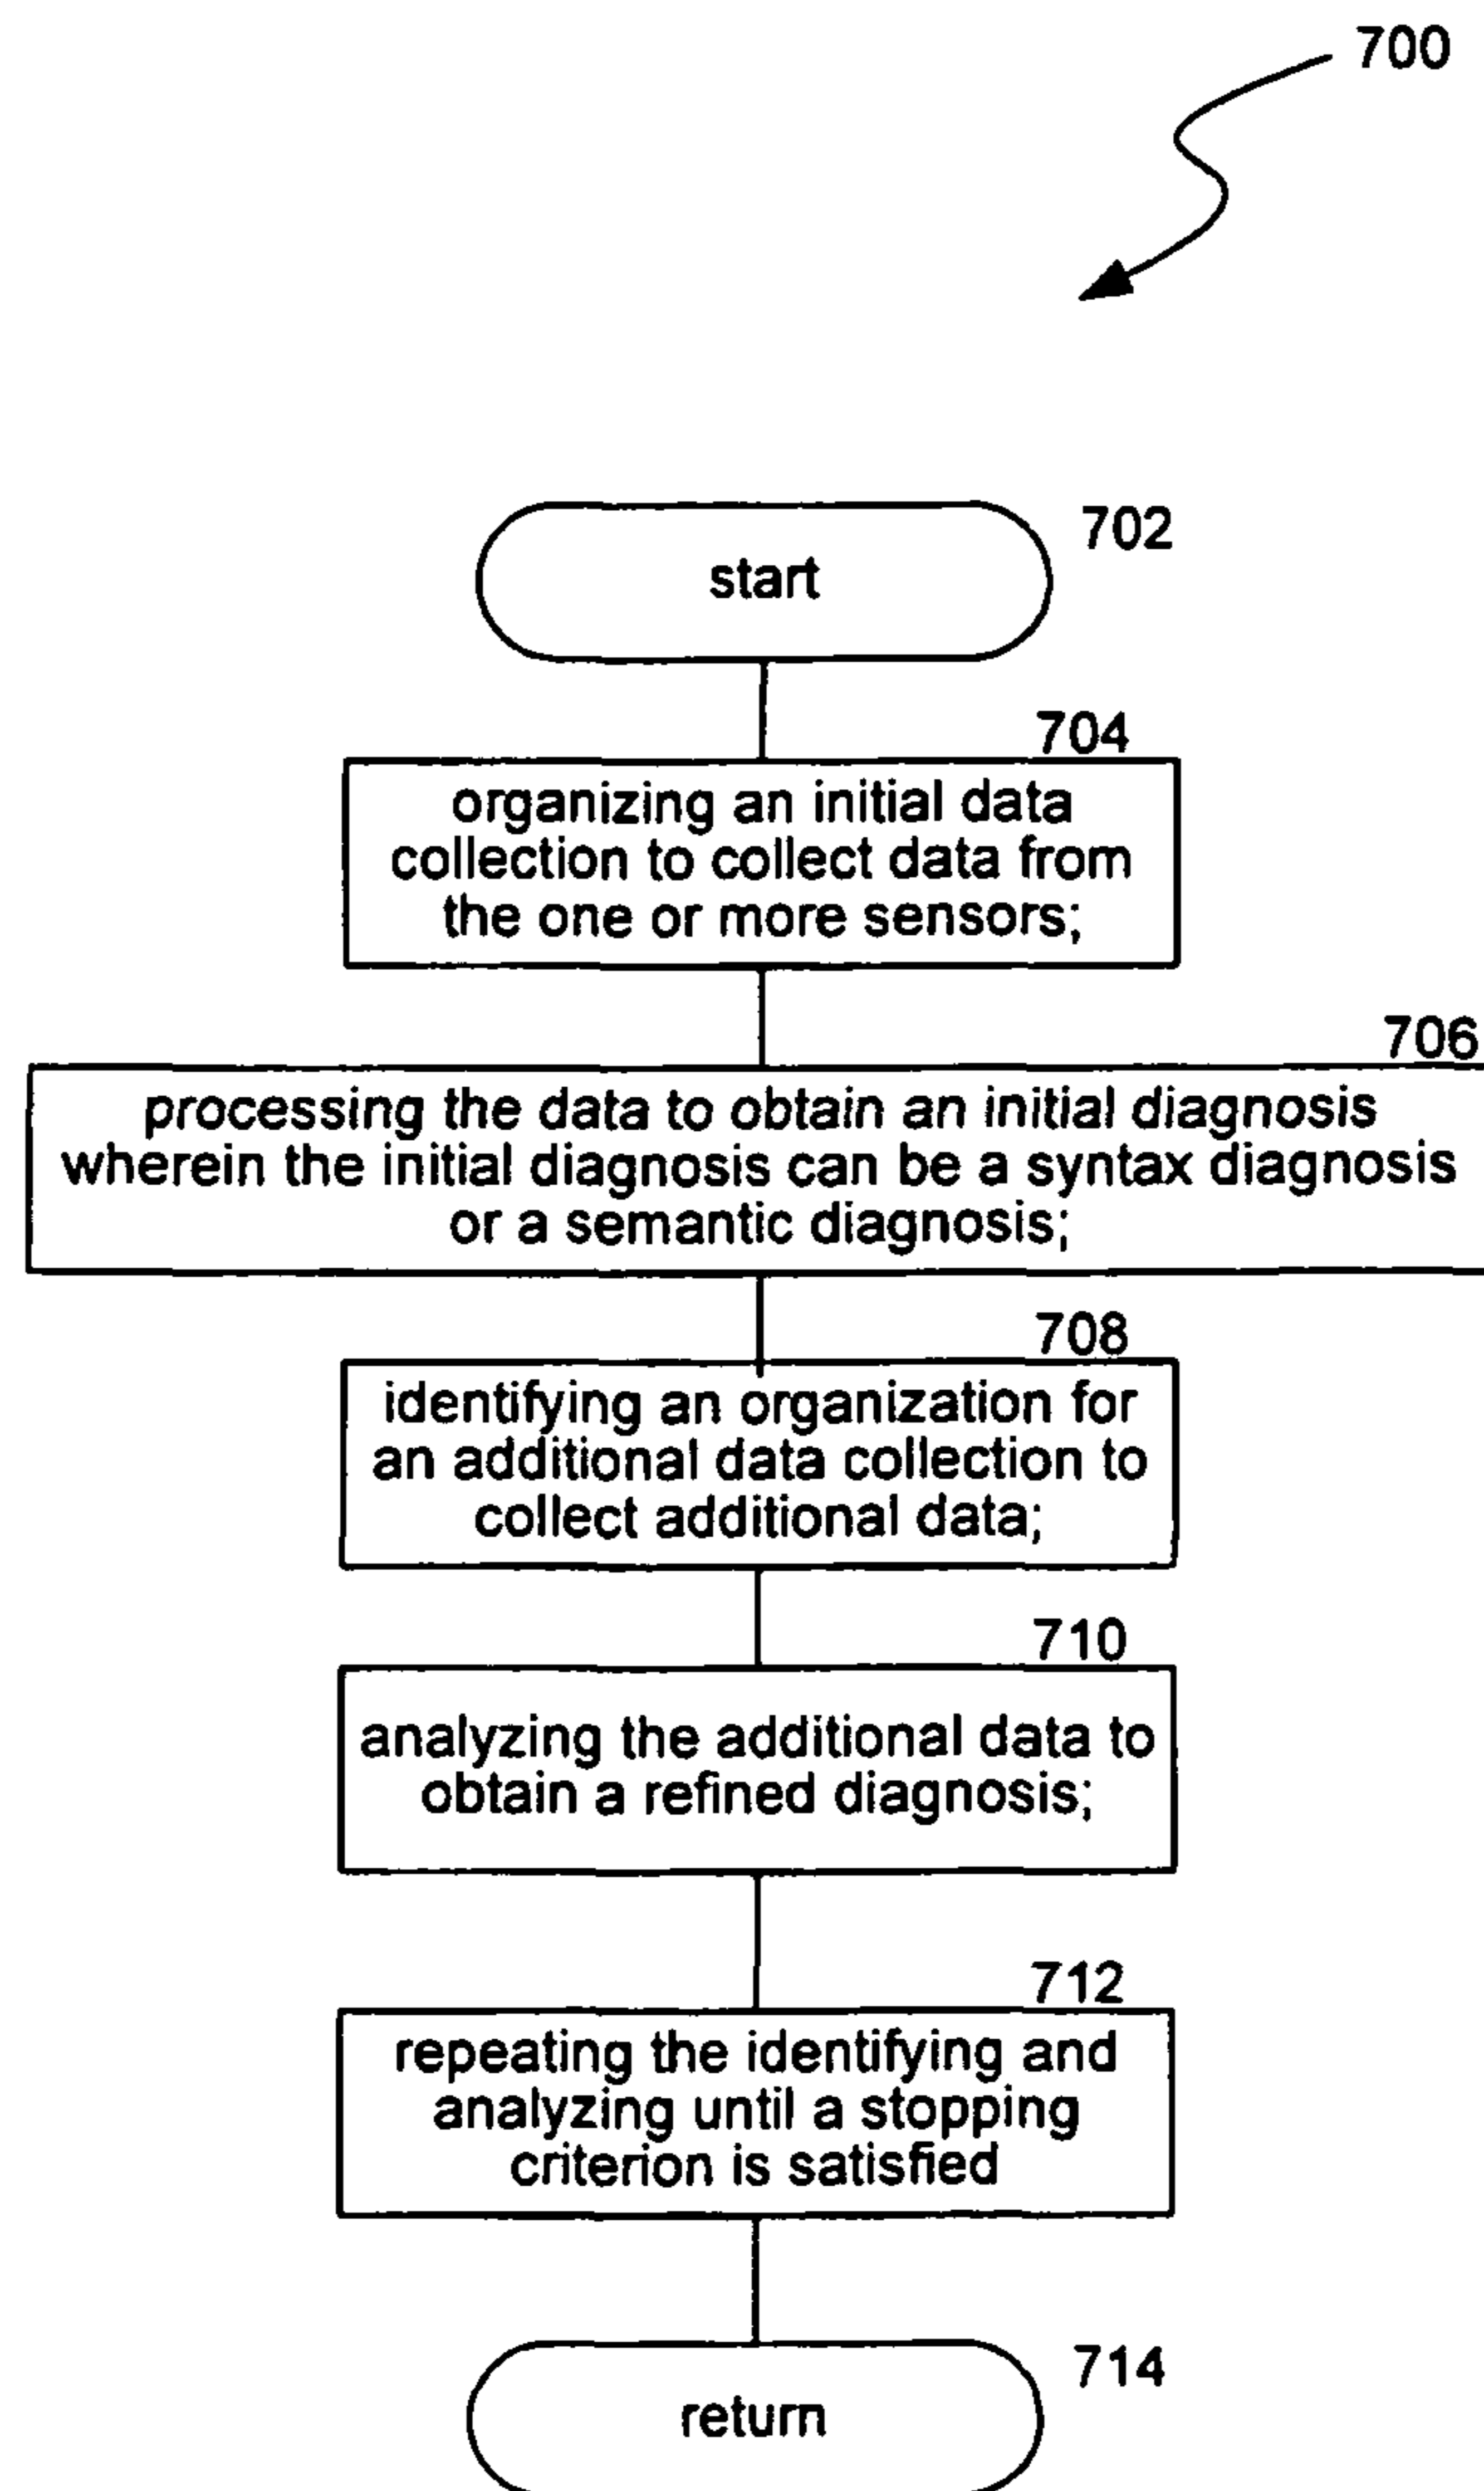 700
702
start
704
organizing an initial data
collection to collect data from
the one or more sensors;
706
processing the data to obtain an initial diagnosis
wherein the initial diagnosis can be a syntax diagnosis
or a semantic diagnosis;
708
identifying an organization for
an additional data collection to
collect additional data;
710
analyzing the additional data to
obtain a refined diagnosis;
712
repeating the identifying and
analyzing until a stopping
criterion is satisfied
714
return